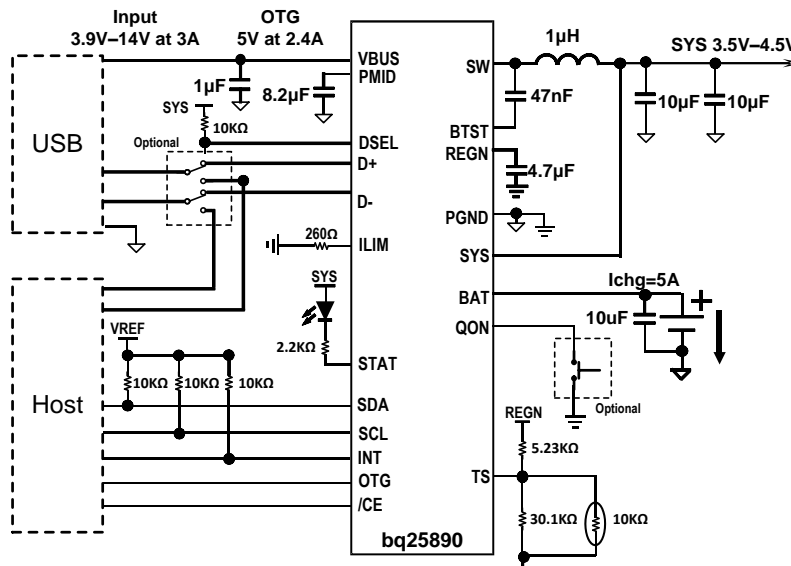 Input
3.9V–14V at 3A
OTG
5V at 2.4A
USB
Host
VBUS
PMID
1µF
8.2µF
SYS
10KΩ
Optional
DSEL
D+
D-
260Ω
ILIM
SYS
2.2KΩ
STAT
VREF
10KΩ
10KΩ
10KΩ
SDA
SCL
INT
OTG
/CE
bq25890
SW
1µH
SYS 3.5V–4.5V
47nF
10µF
10µF
BTST
REGN
4.7µF
PGND
SYS
BAT
Ichg=5A
QON
10uF
+
Optional
REGN
5.23KΩ
TS
30.1KΩ
10KΩ